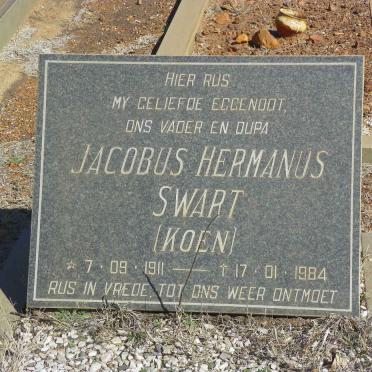 HIER RUS
MY GELIEFDE EGGENOOT,
ONS VADER EN OUPA
JACOBUS HERMANUS
SWART
(KOEN)
* 7 · 09 · 1911 — † 17 · 01 · 1984
RUS IN VREDE, TOT ONS WEER ONTMOET